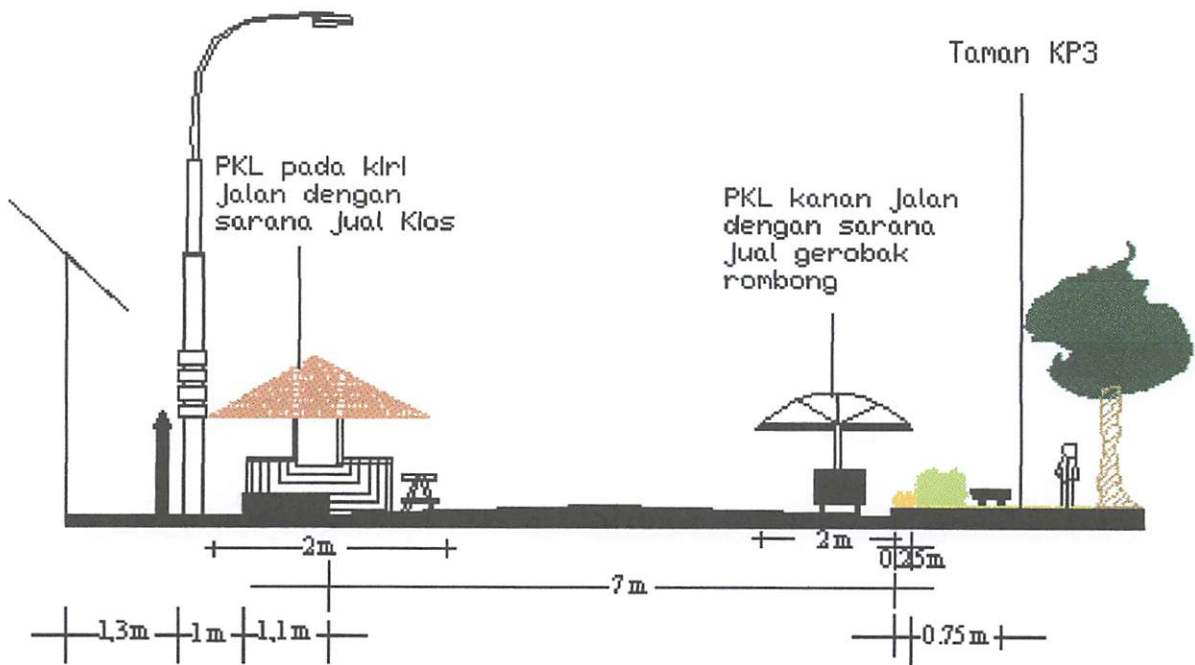 Taman KP3
PKL pada kiri
Jalan dengan
sarana Jual Kios
PKL kanan Jalan
dengan sarana
Jual gerobak
rombong
2m
2m
0.25m
7m
1,3m
1m
1,1m
0.75m